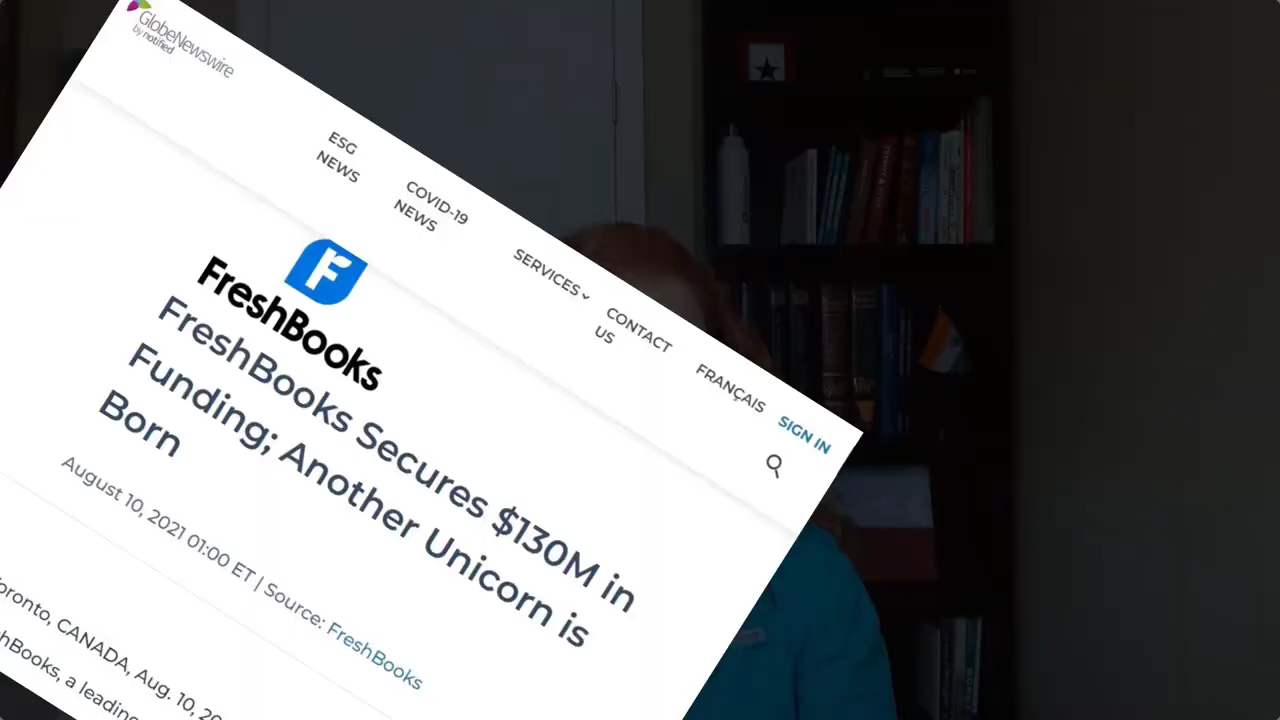 GlobeNewswire
by notified
ESG
NEWS
COVID-19
NEWS
SERVICES
CONTACT
US
FRANÇAIS
SIGN IN
F
FreshBooks
FreshBooks Secures $130M in
Funding; Another Unicorn is
Born
August 10, 2021 01:00 ET | Source: FreshBooks
oronto, CANADA, Aug. 10, 20
hBooks, a leading